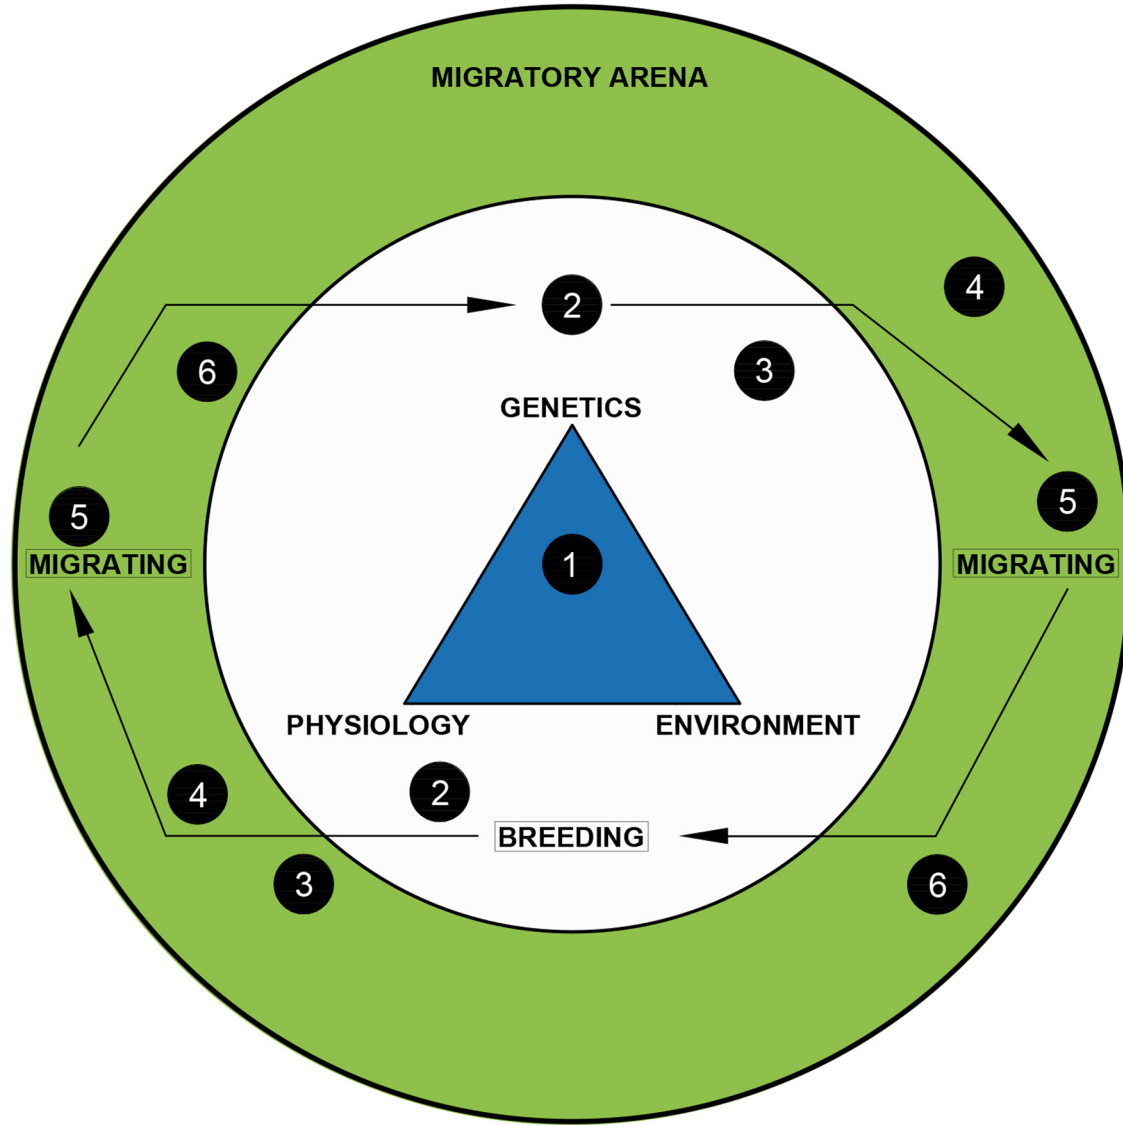 MIGRATORY ARENA
4
2
6
3
GENETICS
5
5
1
MIGRATING
MIGRATING
PHYSIOLOGY
ENVIRONMENT
4
2
BREEDING
3
6